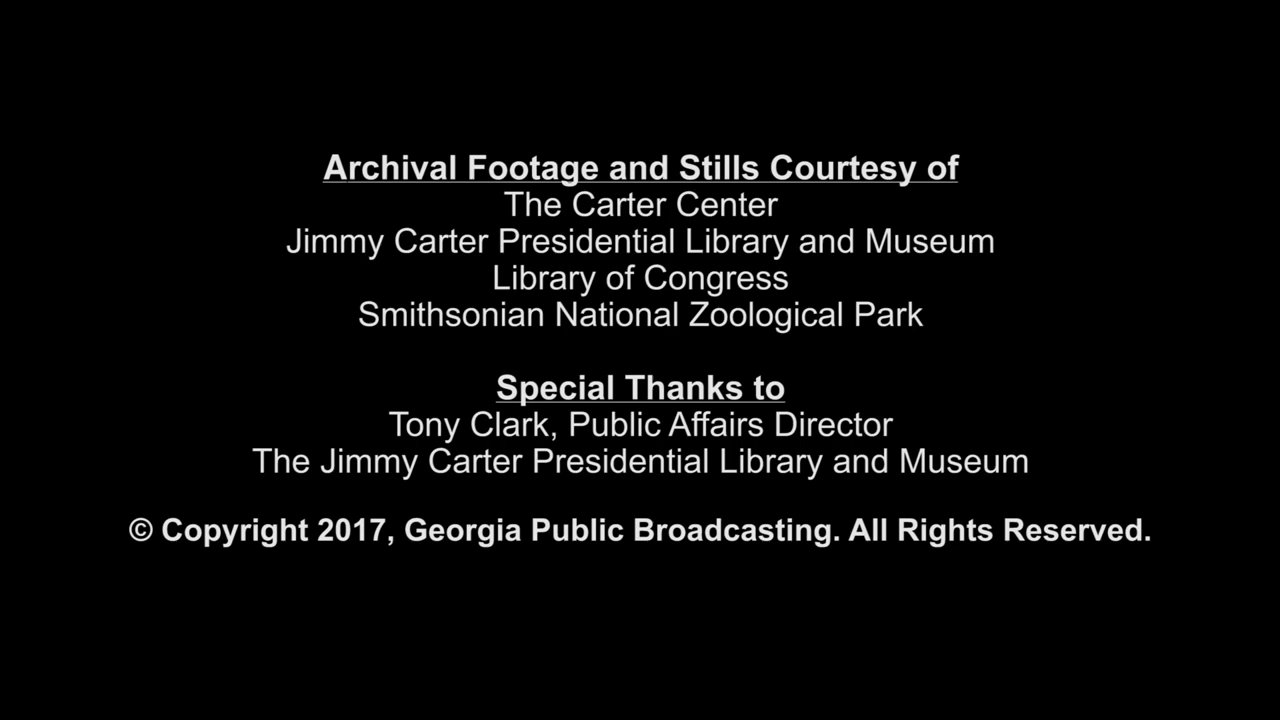 Archival Footage and Stills Courtesy of
The Carter Center
Jimmy Carter Presidential Library and Museum
Library of Congress
Smithsonian National Zoological Park
Special Thanks to
Tony Clark, Public Affairs Director
The Jimmy Carter Presidential Library and Museum
© Copyright 2017, Georgia Public Broadcasting. All Rights Reserved.